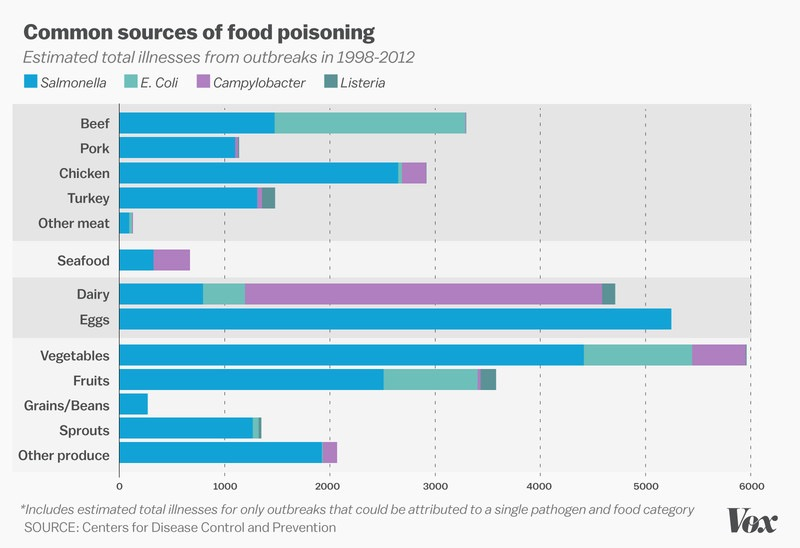 Common sources of food poisoning
Estimated total illnesses from outbreaks in 1998-2012
Salmonella E. Coli Campylobacter Listeria
Beef
Pork
Chicken
Turkey
Other meat
Seafood
Dairy
Eggs
Vegetables
Fruits
Grains/Beans
Sprouts
Other produce
0 1000 2000 3000 4000 5000 6000
*Includes estimated total illnesses for only outbreaks that could be attributed to a single pathogen and food category
SOURCE: Centers for Disease Control and Prevention
Vox